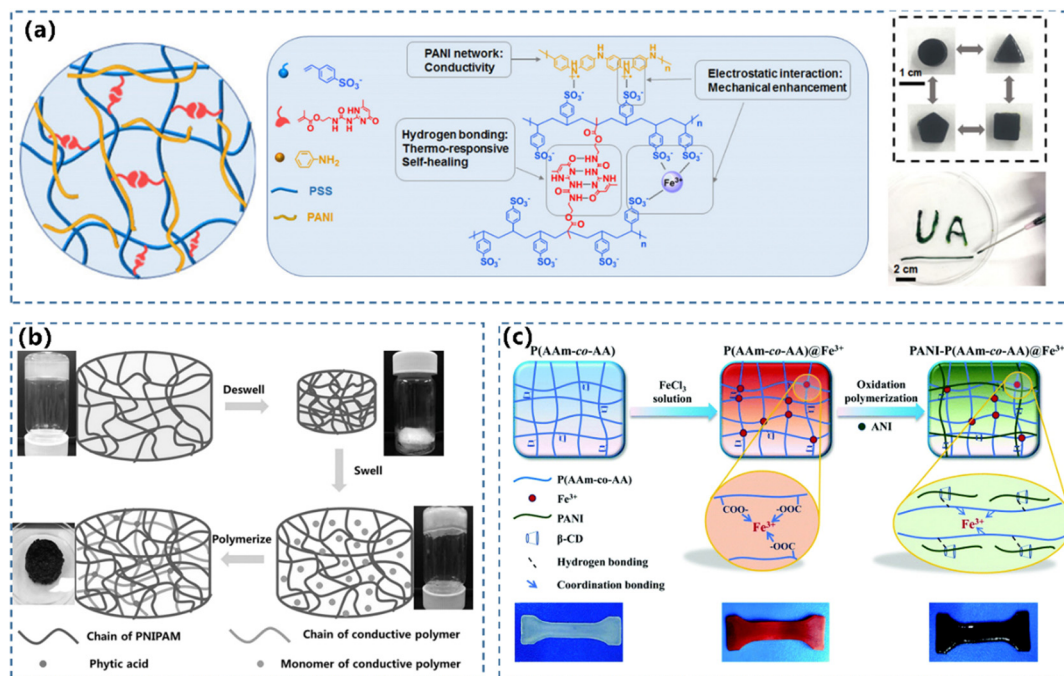 (a)
PANI network:
Conductivity
Electrostatic interaction:
Mechanical enhancement
Hydrogen bonding:
Thermo-responsive
Self-healing
PSS
PANI
Fe³⁺
1 cm
UA
2 cm
(b)
Deswell
Swell
Polymerize
Chain of PNIPAM
Chain of conductive polymer
Phytic acid
Monomer of conductive polymer
(c)
P(AAm-co-AA)
P(AAm-co-AA)@Fe³⁺
PANI-P(AAm-co-AA)@Fe³⁺
FeCl₃
solution
Oxidation
polymerization
ANI
P(AAm-co-AA)
Fe³⁺
PANI
β-CD
Hydrogen bonding
Coordination bonding
COO-
-OOC
Fe³⁺
-OOC
Fe³⁺